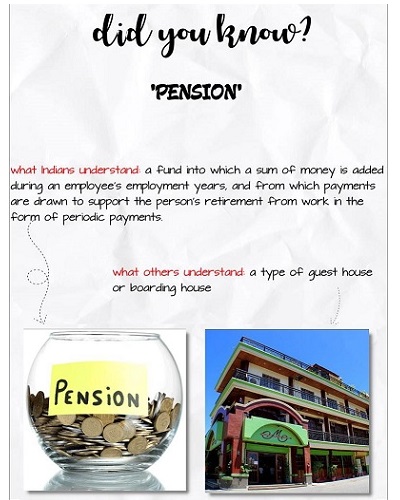 did you know?
'PENSION'
what Indians understand: a fund into which a sum of money is added
during an employee's employment years, and from which payments
are drawn to support the person's retirement from work in the
form of periodic payments.
what others understand: a type of guest house
or boarding house
PENSION